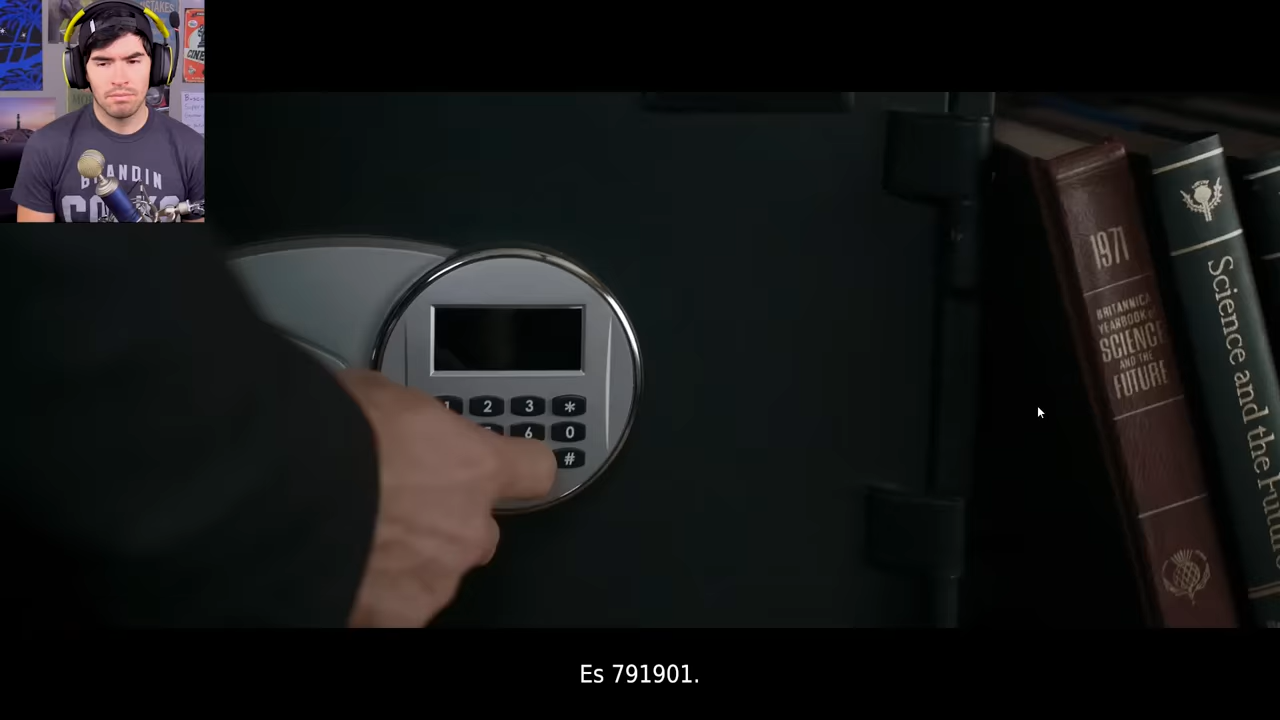 BRANDIN
1 2 3 *
6 0
#
1971
BRITANNICA
YEARBOOK OF
SCIENCE
AND THE
FUTURE
Science and the Future
Es 791901.